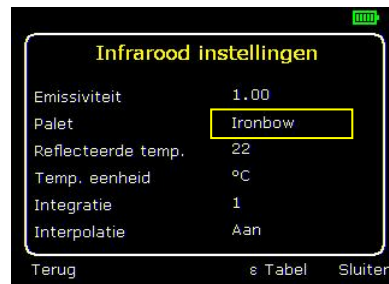 Infrarood instellingen
Emissiviteit 1.00
Palet Ironbow
Reflecteerde temp. 22
Temp. eenheid °C
Integratie 1
Interpolatie Aan
Terug ε Tabel Sluiten